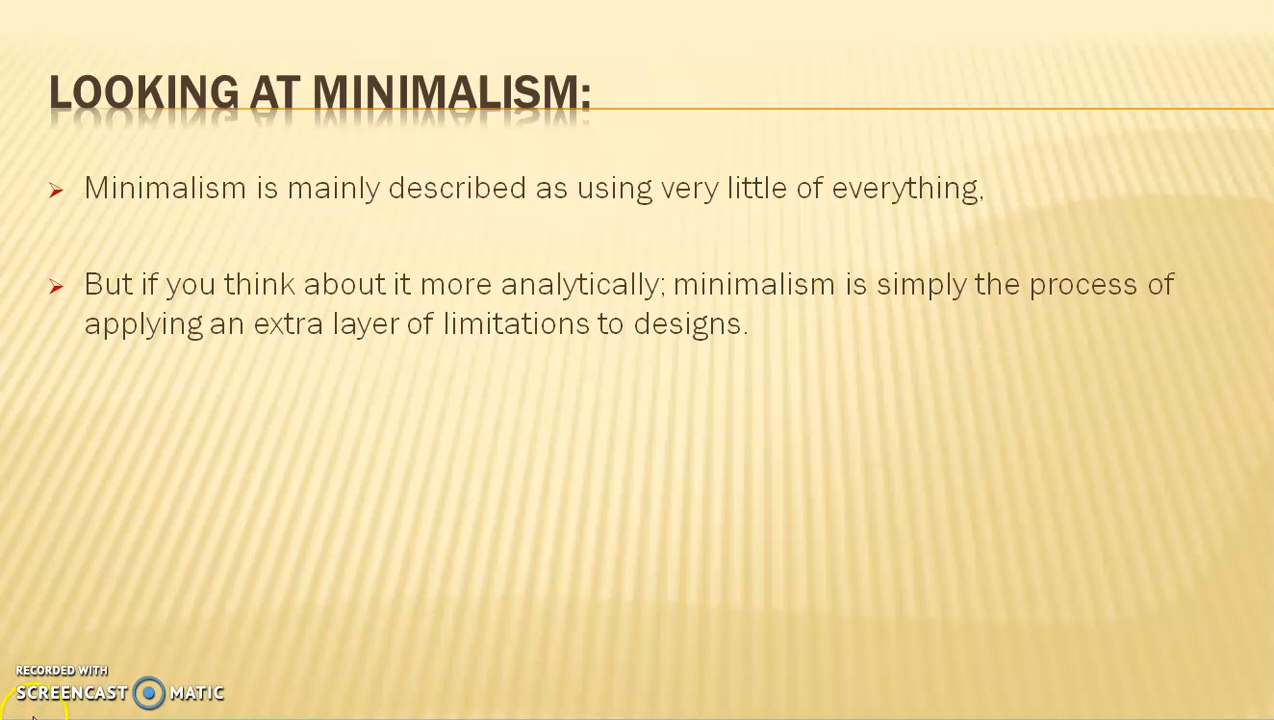 LOOKING AT MINIMALISM:
Minimalism is mainly described as using very little of everything,
But if you think about it more analytically; minimalism is simply the process of
applying an extra layer of limitations to designs.
RECORDED WITH
SCREENCAST MATIC